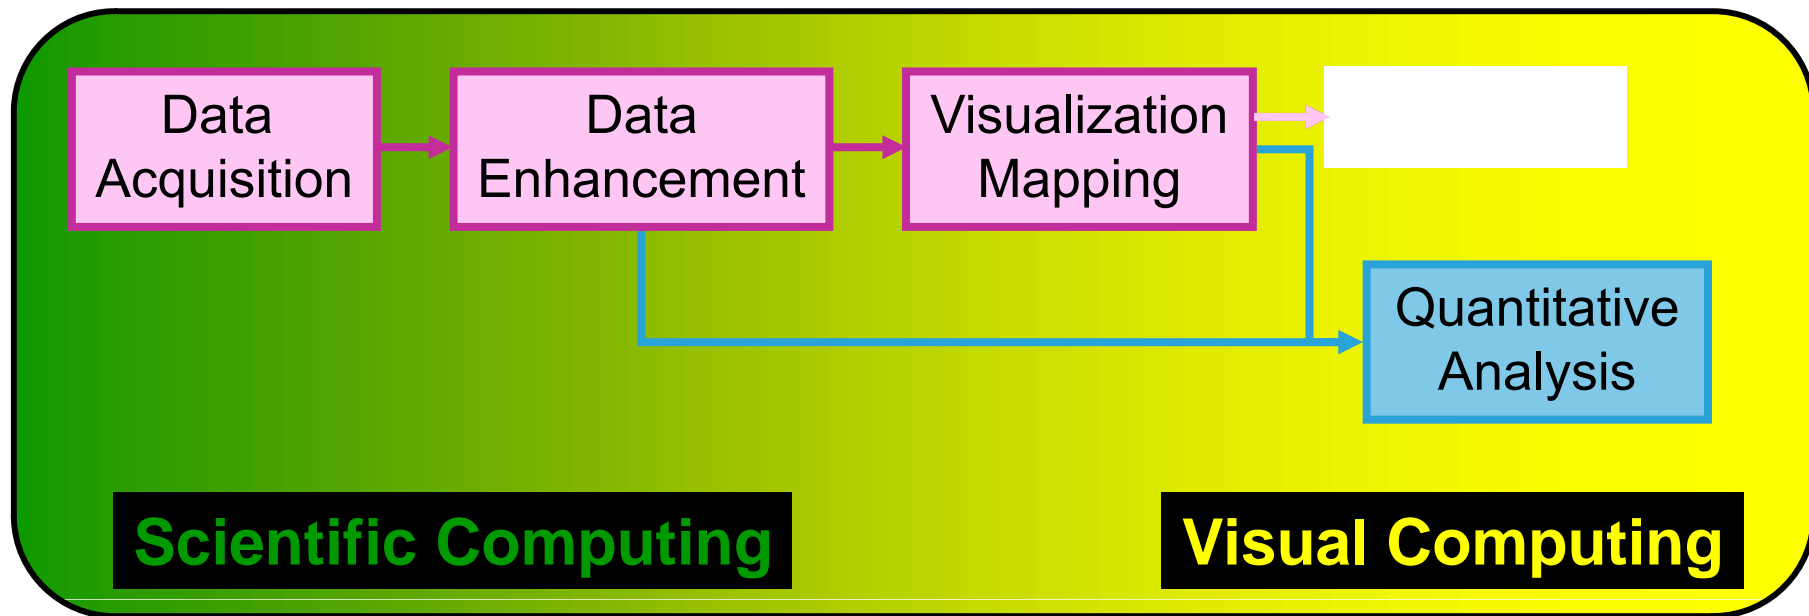 Data
Acquisition
Data
Enhancement
Visualization
Mapping
Quantitative
Analysis
Scientific Computing
Visual Computing